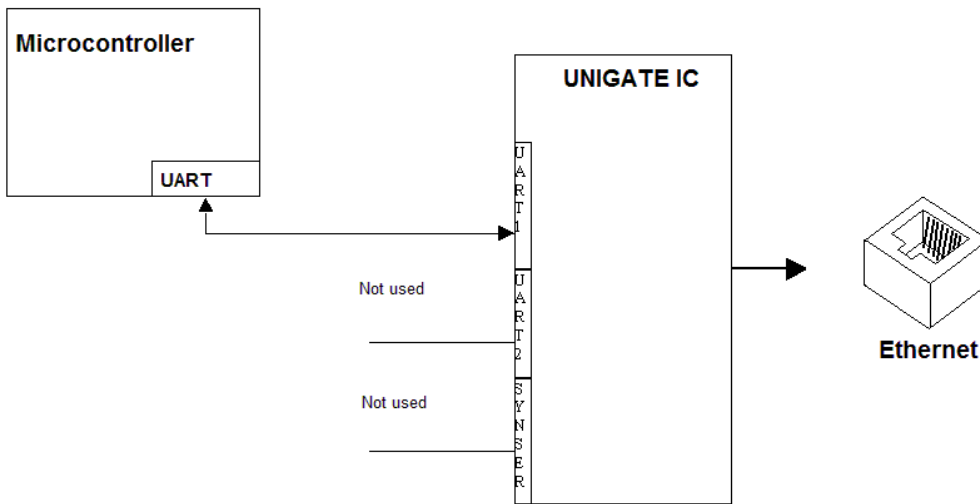 Microcontroller
UART
UNIGATE IC
UART1
Not used
UART2
Not used
SYNSER
Ethernet